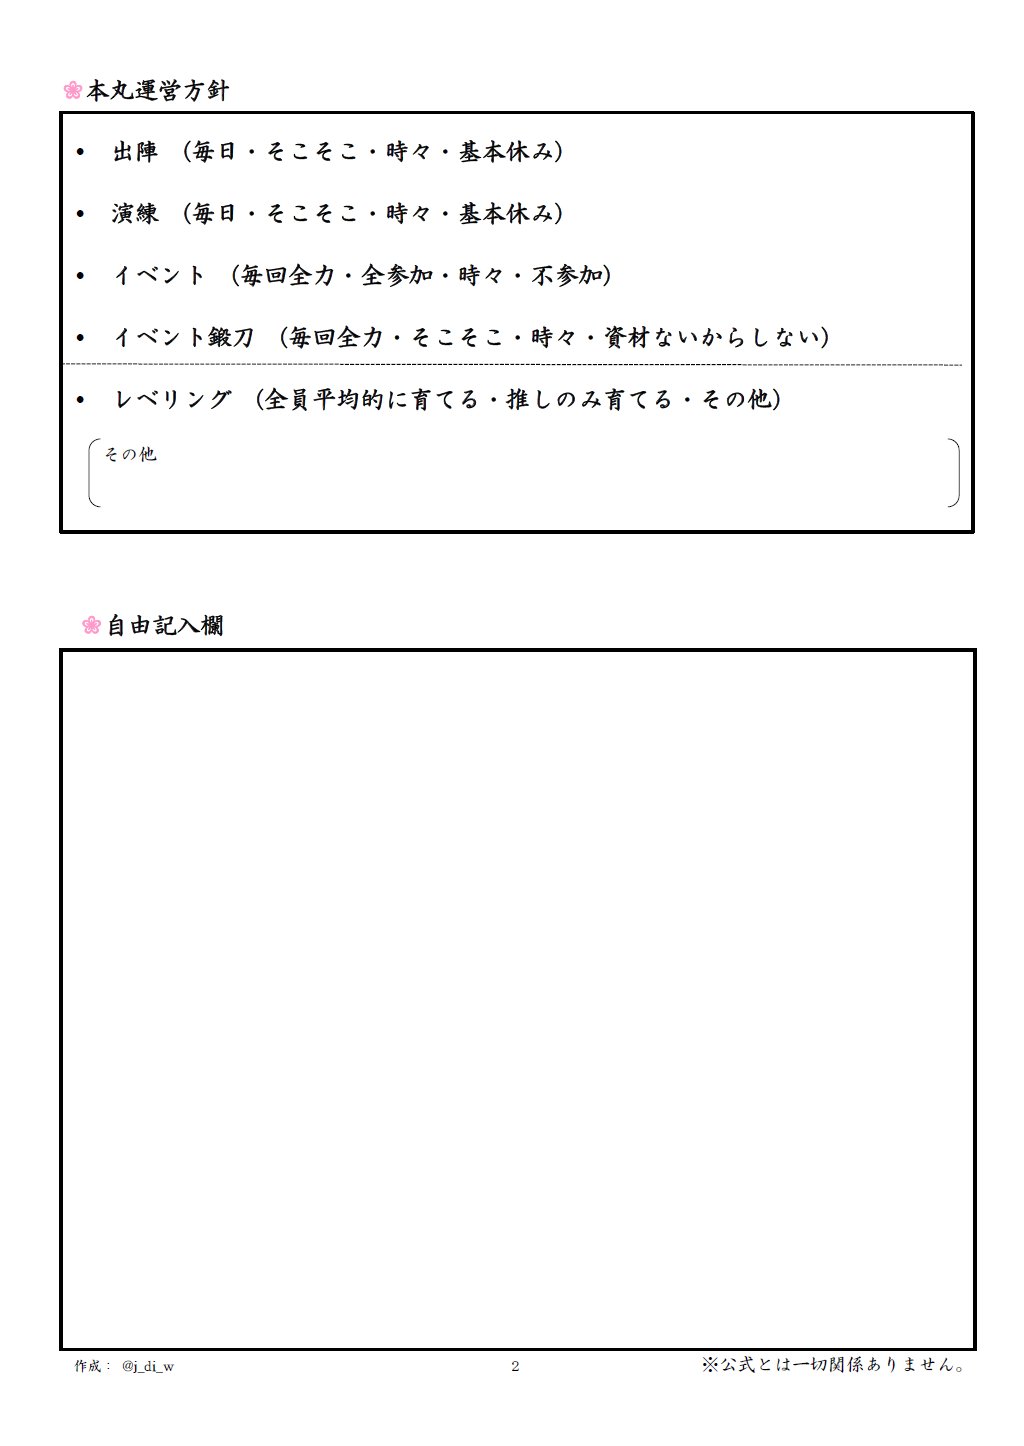 本丸運営方針
• 出陣 （毎日・そこそこ・時々・基本休み）
• 演練 （毎日・そこそこ・時々・基本休み）
• イベント （毎回全力・全参加・時々・不参加）
• イベント鍛刀 （毎回全力・そこそこ・時々・資材ないからしない）
• レベリング （全員平均的に育てる・推しのみ育てる・その他）
その他
自由記入欄
作成： @j_di_w 2 ※公式とは一切関係ありません。